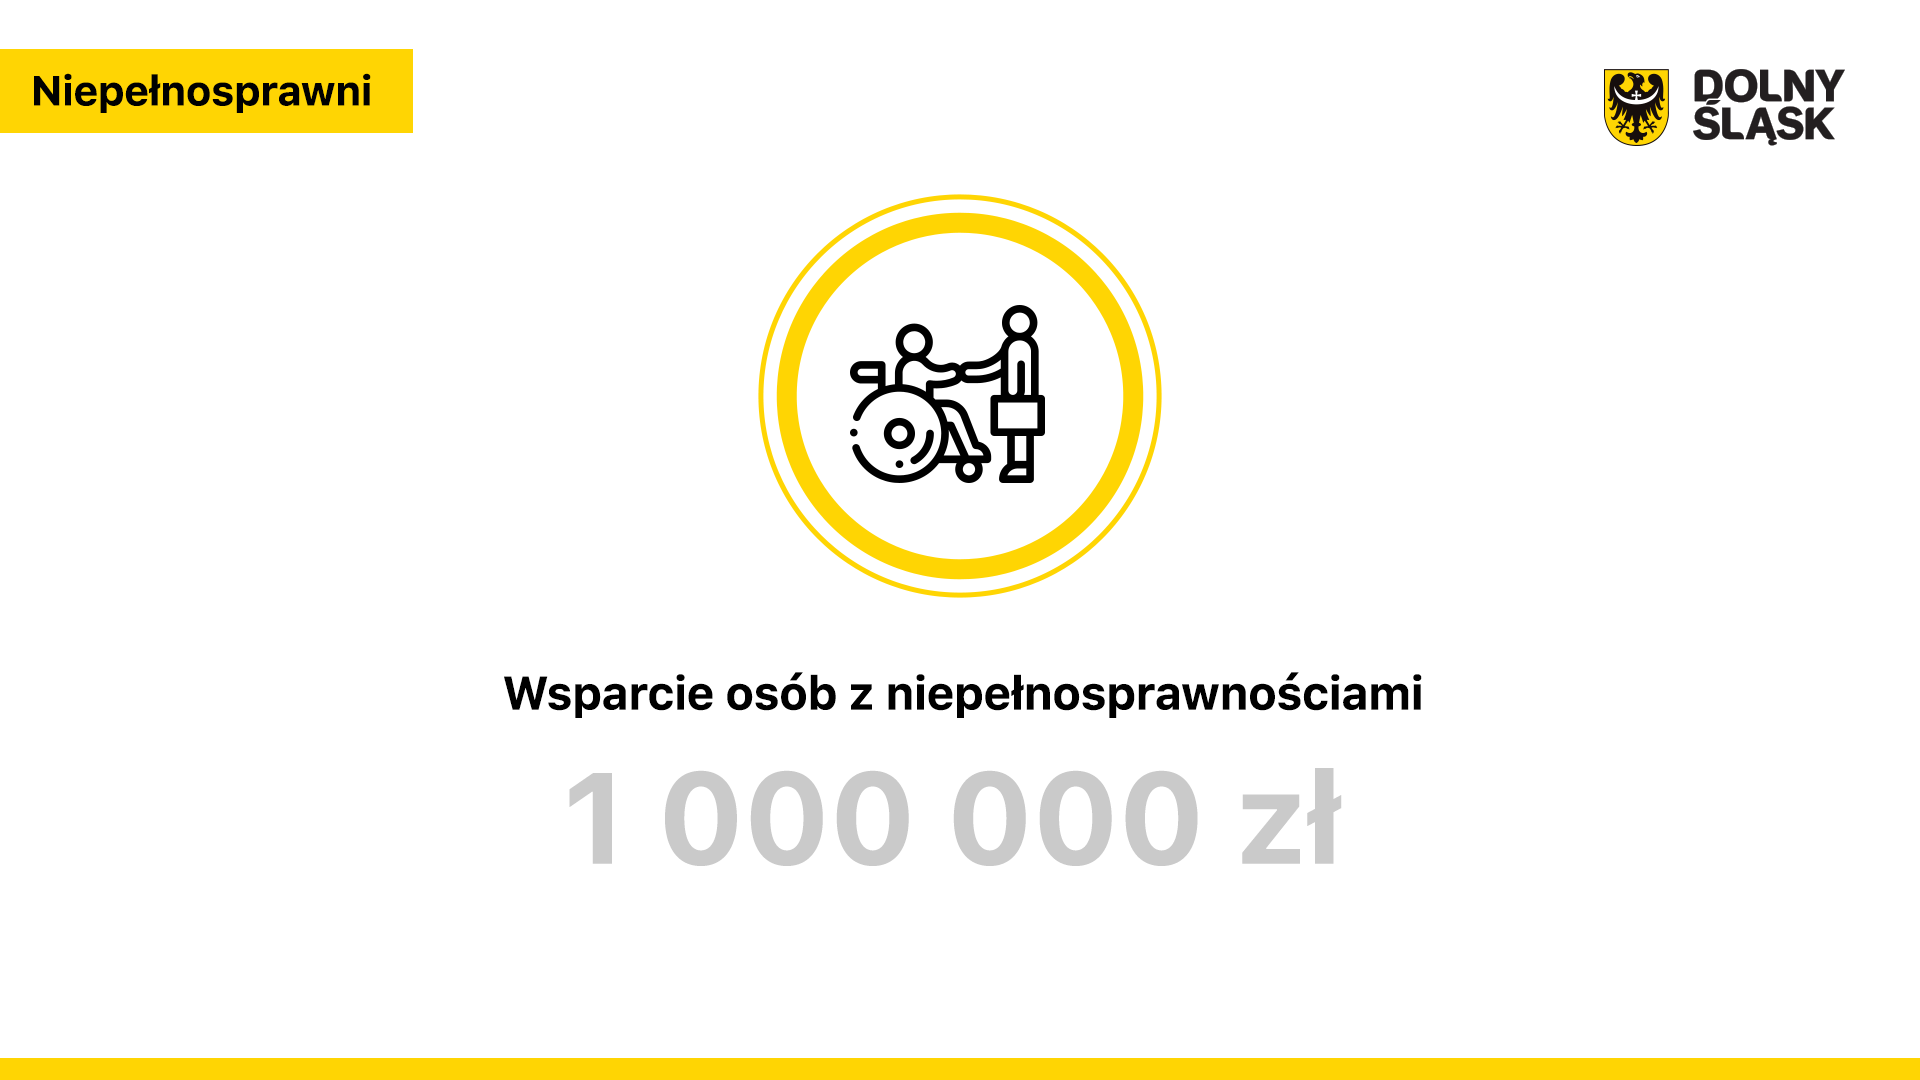 Niepełnosprawni
DOLNY
ŚLĄSK
Wsparcie osób z niepełnosprawnościami
1 000 000 zł